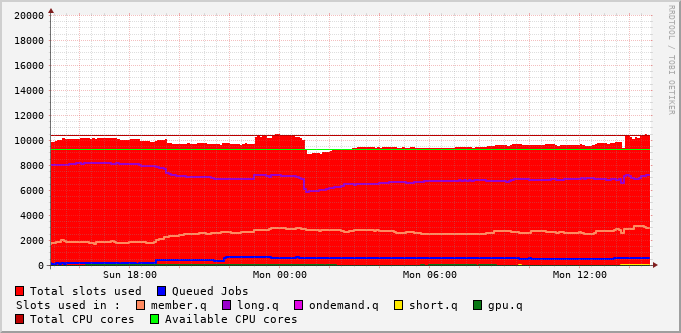 RRDTOOL / TOBI OETIKER
20000
18000
16000
14000
12000
10000
8000
6000
4000
2000
0
Sun 18:00 Mon 00:00 Mon 06:00 Mon 12:00
Total slots used Queued Jobs
Slots used in : member.q long.q ondemand.q short.q gpu.q
Total CPU cores Available CPU cores